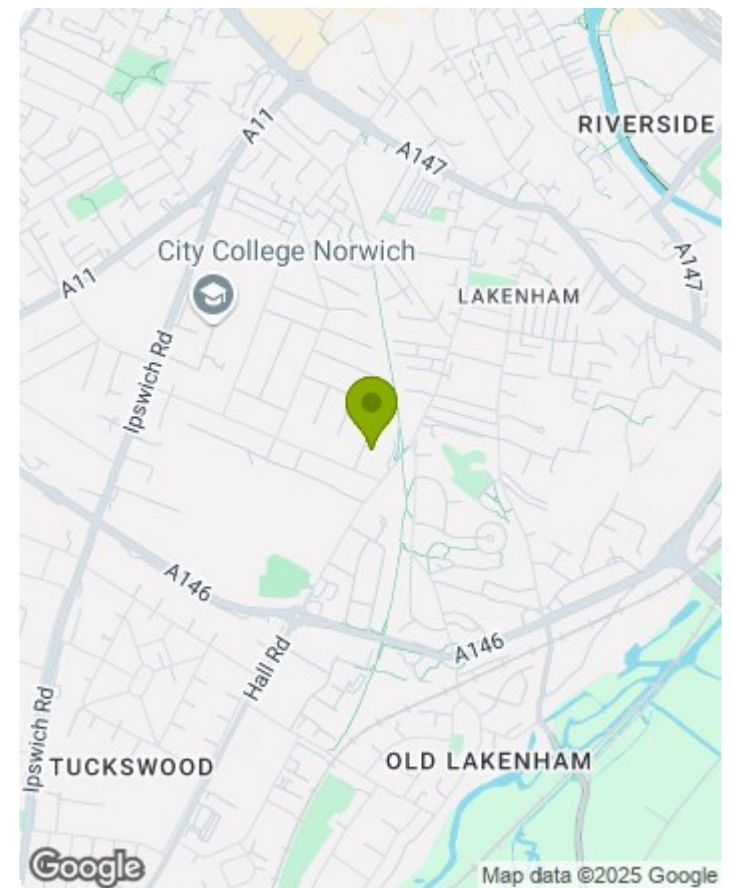 RIVERSIDE
A11
A147
City College Norwich
A11
A147
LAKENHAM
Ipswich Rd
A146
A146
Hall Rd
Ipswich Rd
TUCKSWOOD
OLD LAKENHAM
Google
Map data ©2025 Google